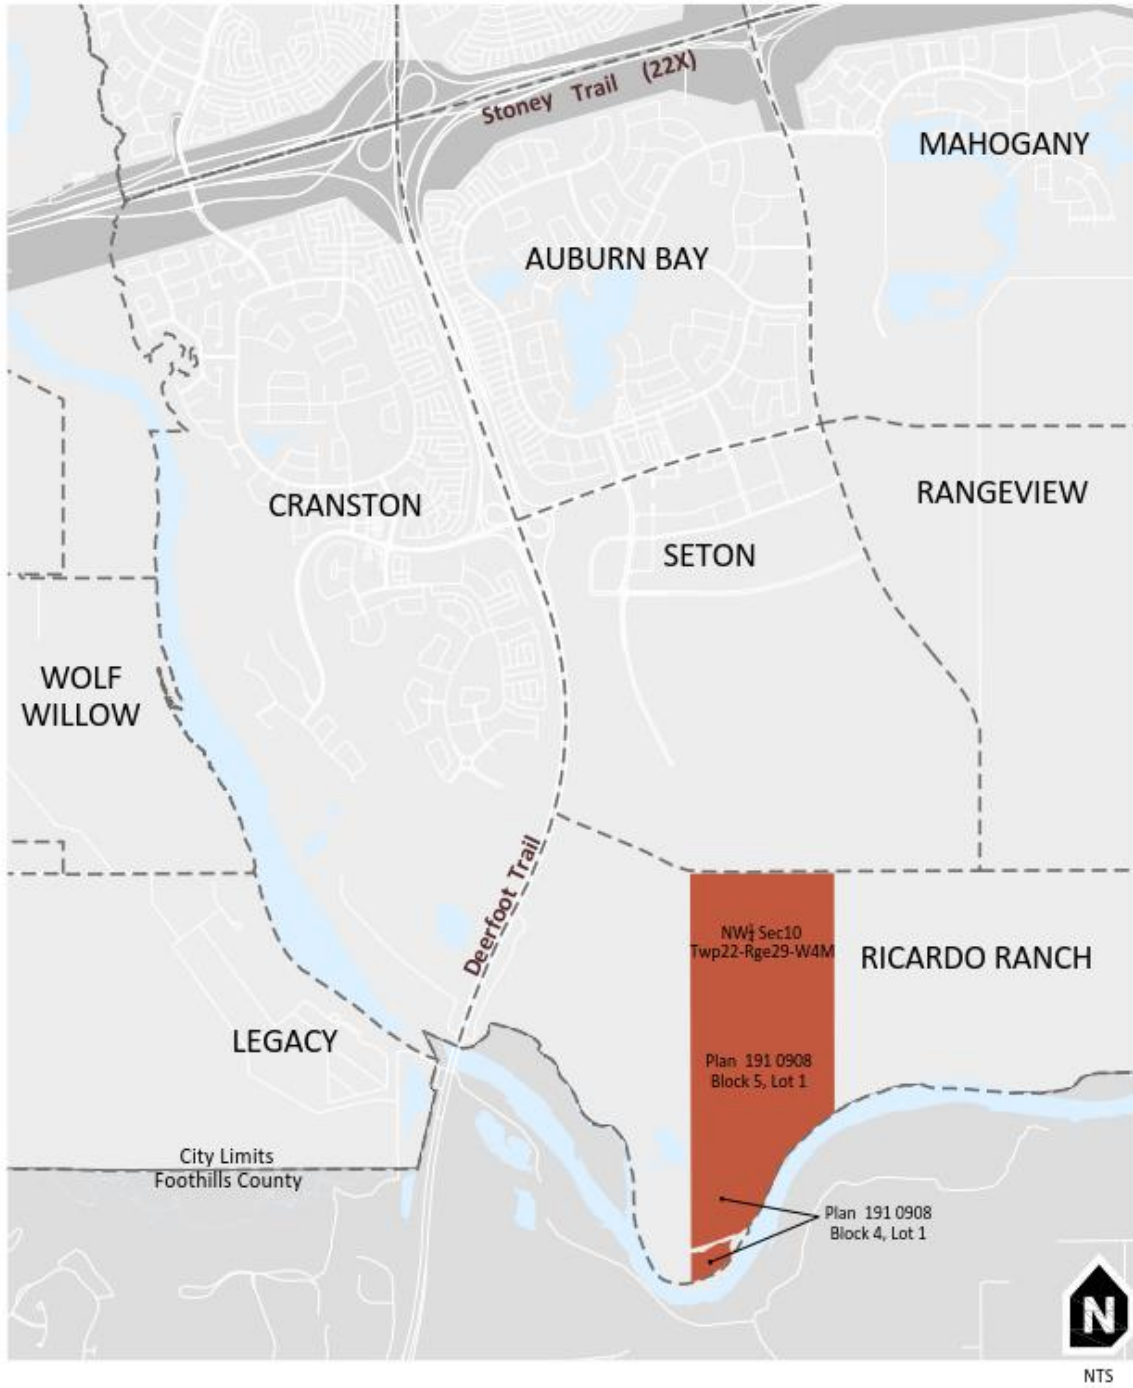 Stoney Trail (22X)
MAHOGANY
AUBURN BAY
CRANSTON
RANGEVIEW
SETON
WOLF
WILLOW
Deerfoot Trail
NW¼ Sec10
Twp22-Rge29-W4M
RICARDO RANCH
LEGACY
Plan 191 0908
Block 5, Lot 1
City Limits
Foothills County
Plan 191 0908
Block 4, Lot 1
N
NTS